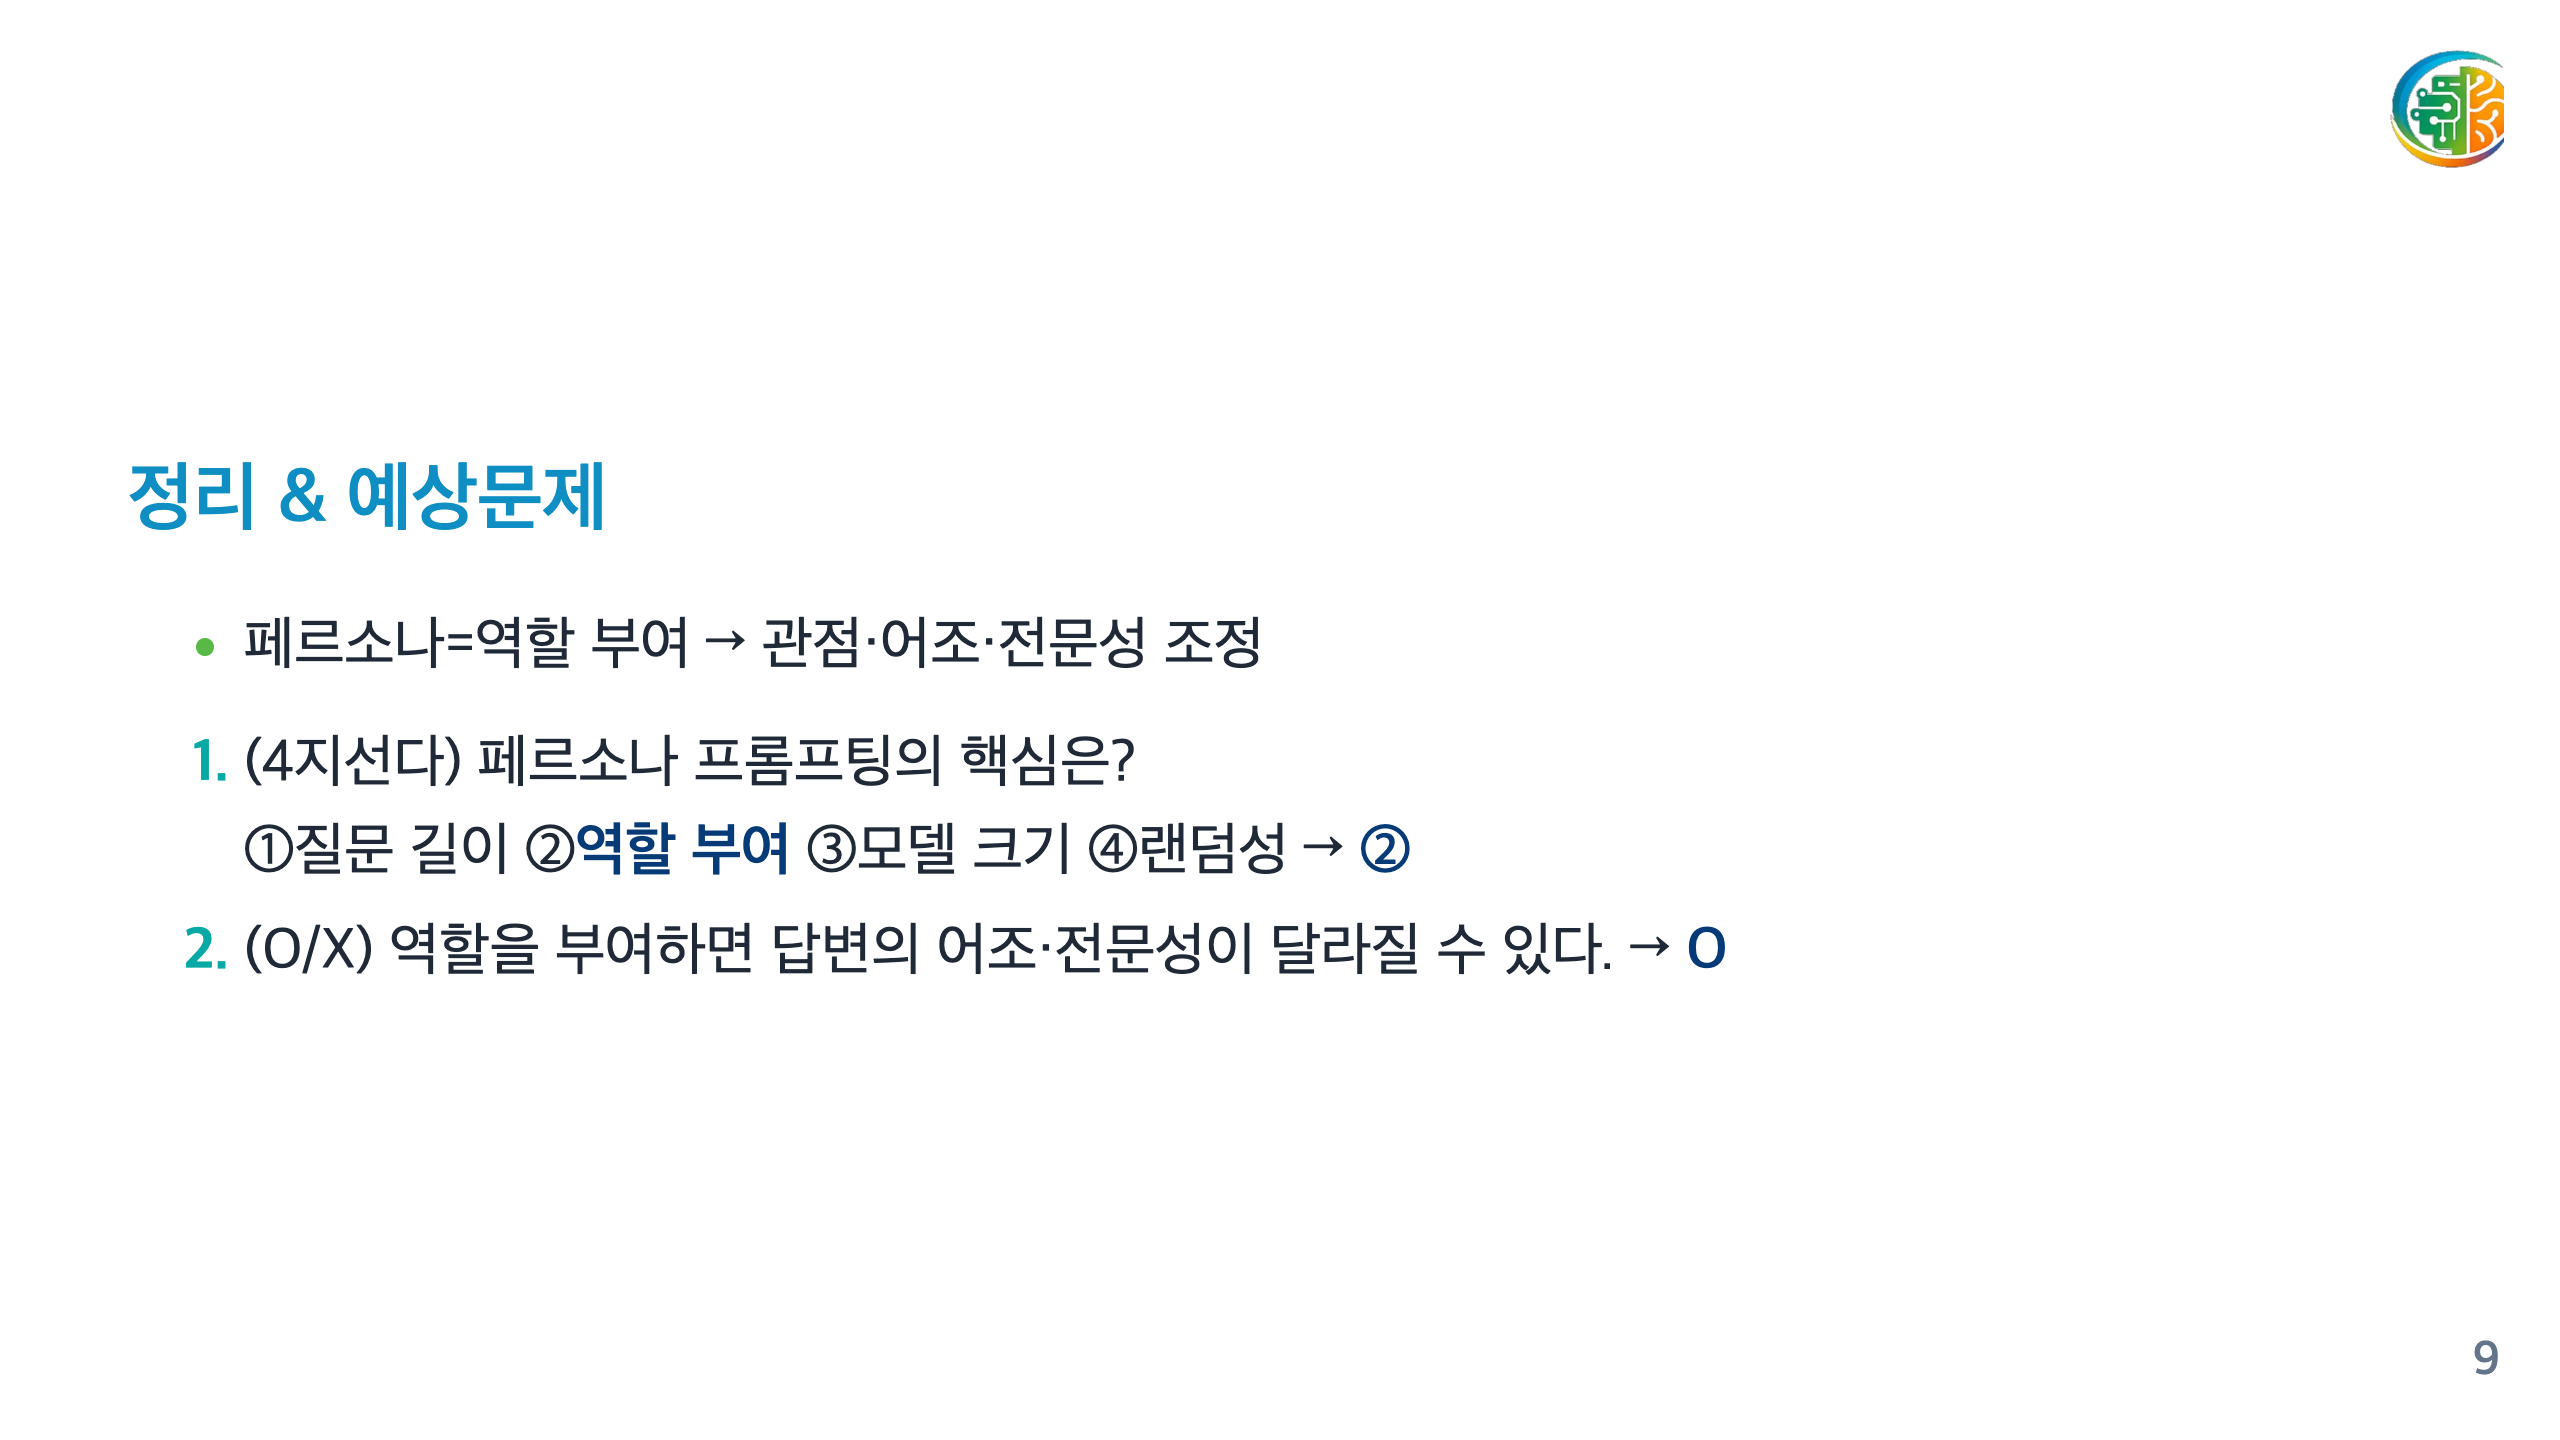 정리 & 예상문제
• 페르소나=역할 부여 → 관점·어조·전문성 조정
1. (4지선다) 페르소나 프롬프팅의 핵심은?
①질문 길이 ②역할 부여 ③모델 크기 ④랜덤성 → ②
2. (O/X) 역할을 부여하면 답변의 어조·전문성이 달라질 수 있다. → O
9